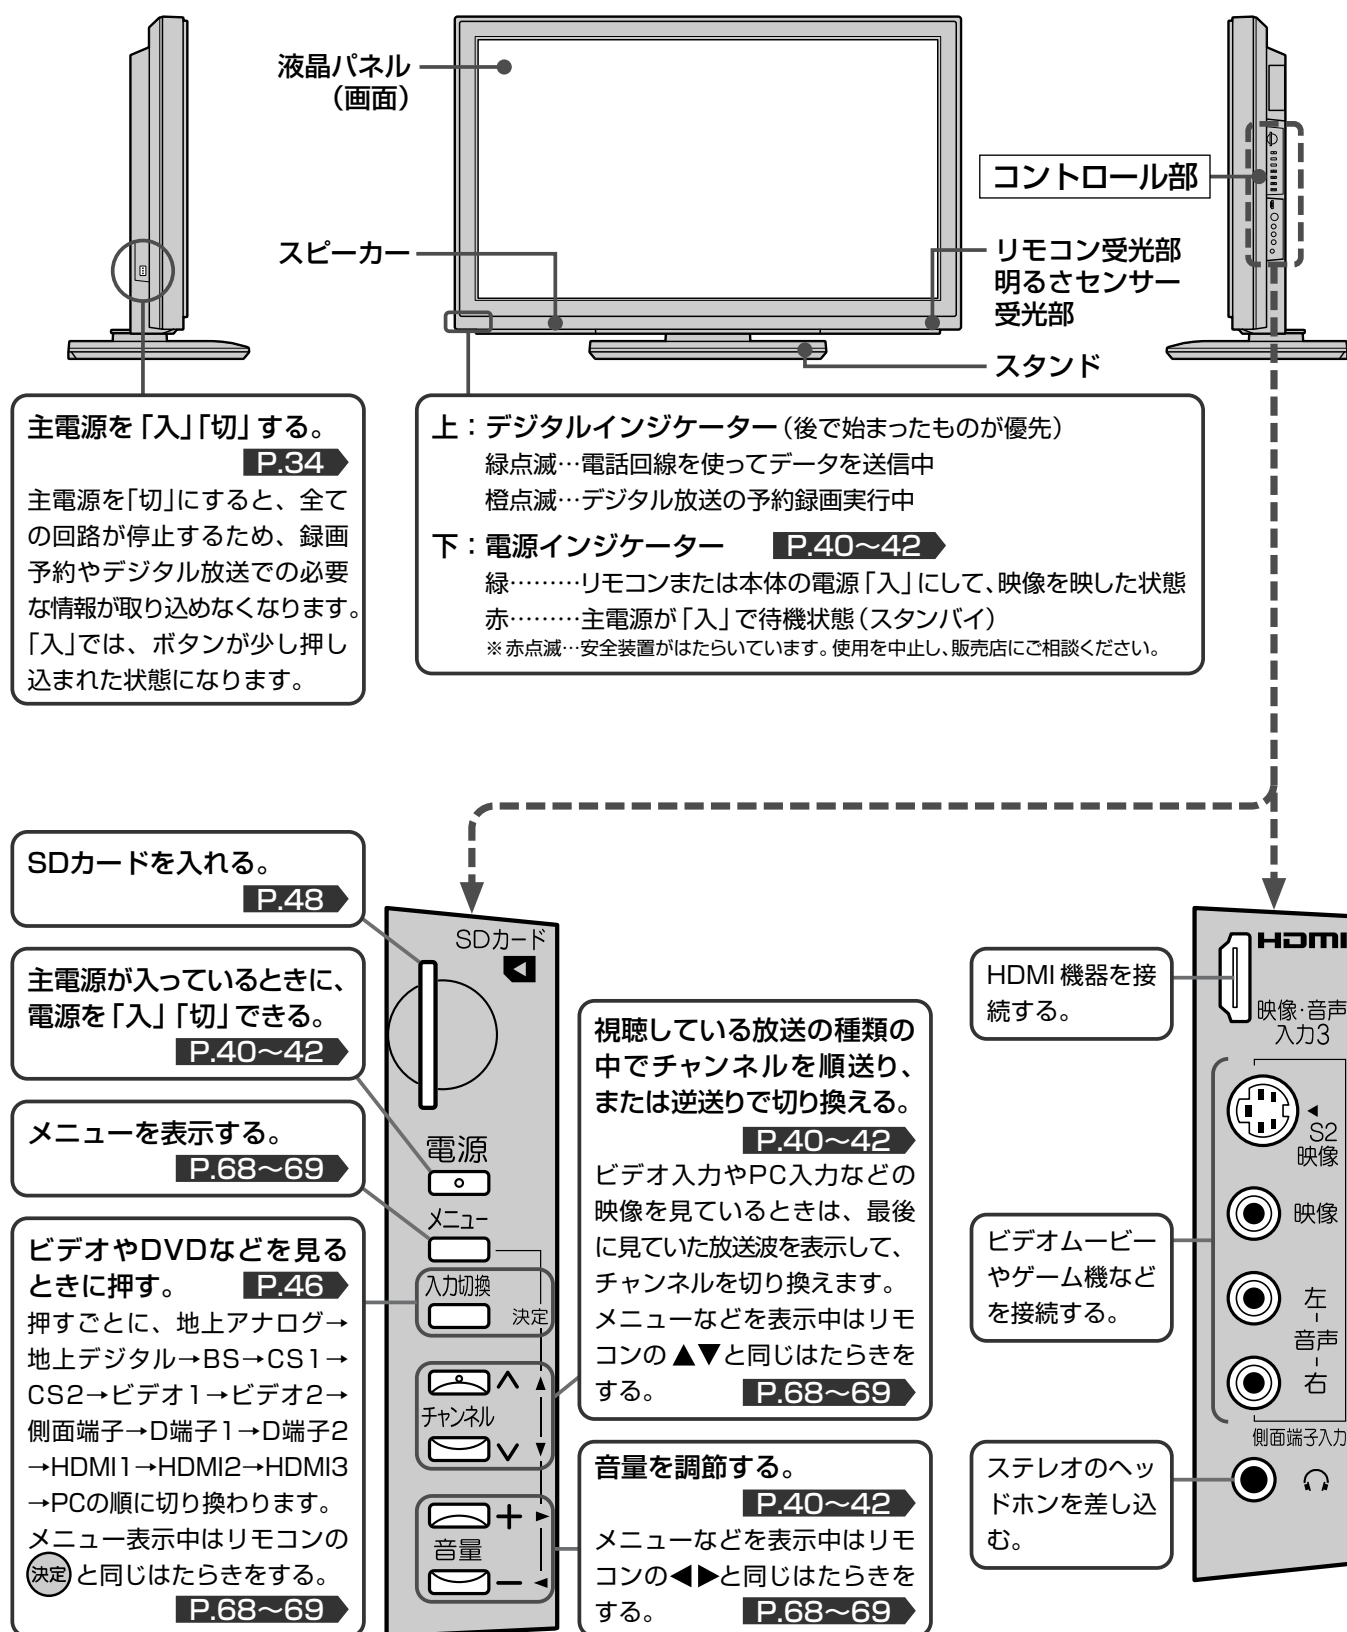 液晶パネル
（画面）
スピーカー
コントロール部
リモコン受光部
明るさセンサー
受光部
スタンド
主電源を「入」「切」する。
P.34
主電源を「切」にすると、全て
の回路が停止するため、録画
予約やデジタル放送での必要
な情報が取り込めなくなります。
「入」では、ボタンが少し押し
込まれた状態になります。
上：デジタルインジケーター（後で始まったものが優先）
緑点滅…電話回線を使ってデータを送信中
橙点滅…デジタル放送の予約録画実行中
下：電源インジケーター P.40～42
緑………リモコンまたは本体の電源「入」にして、映像を映した状態
赤………主電源が「入」で待機状態（スタンバイ）
※赤点滅…安全装置がはたらいています。使用を中止し、販売店にご相談ください。
SDカードを入れる。
P.48
主電源が入っているときに、
電源を「入」「切」できる。
P.40～42
メニューを表示する。
P.68～69
ビデオやDVDなどを見る
ときに押す。 P.46
押すごとに、地上アナログ→
地上デジタル→BS→CS1→
CS2→ビデオ1→ビデオ2→
側面端子→D端子1→D端子2
→HDMI1→HDMI2→HDMI3
→PCの順に切り換わります。
メニュー表示中はリモコンの
決定と同じはたらきをする。
P.68～69
SDカード
電源
メニュー
入力切換
決定
∧ ▲
チャンネル
∨ ▼
＋ ▶
音量
－ ◀
視聴している放送の種類の
中でチャンネルを順送り、
または逆送りで切り換える。
P.40～42
ビデオ入力やPC入力などの
映像を見ているときは、最後
に見ていた放送波を表示して、
チャンネルを切り換えます。
メニューなどを表示中はリモ
コンの▲▼と同じはたらきを
する。 P.68～69
音量を調節する。
P.40～42
メニューなどを表示中はリモ
コンの◀▶と同じはたらきを
する。 P.68～69
HDMI機器を接
続する。
ビデオムービー
やゲーム機など
を接続する。
ステレオのヘッ
ドホンを差し込
む。
HDMI
映像・音声
入力3
◀
S2
映像
映像
左
音声
右
側面端子入力